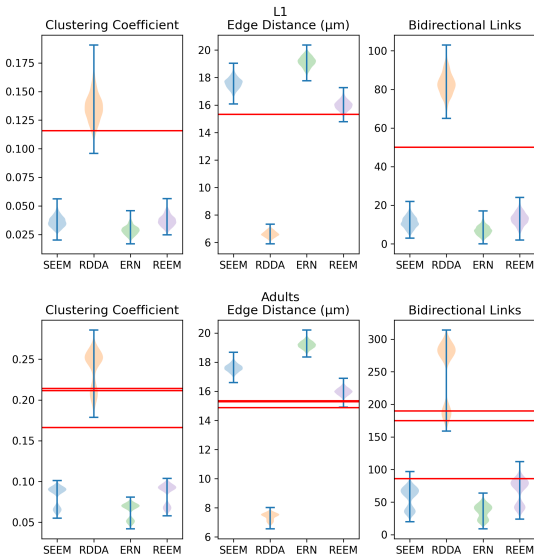 L1
Clustering Coefficient
Edge Distance (μm)
Bidirectional Links
0.175
0.150
0.125
0.100
0.075
0.050
0.025
SEEM RDDA ERN REEM
20
18
16
14
12
10
8
6
SEEM RDDA ERN REEM
100
80
60
40
20
0
SEEM RDDA ERN REEM
Adults
Clustering Coefficient
Edge Distance (μm)
Bidirectional Links
0.25
0.20
0.15
0.10
0.05
SEEM RDDA ERN REEM
20
18
16
14
12
10
8
6
SEEM RDDA ERN REEM
300
250
200
150
100
50
0
SEEM RDDA ERN REEM